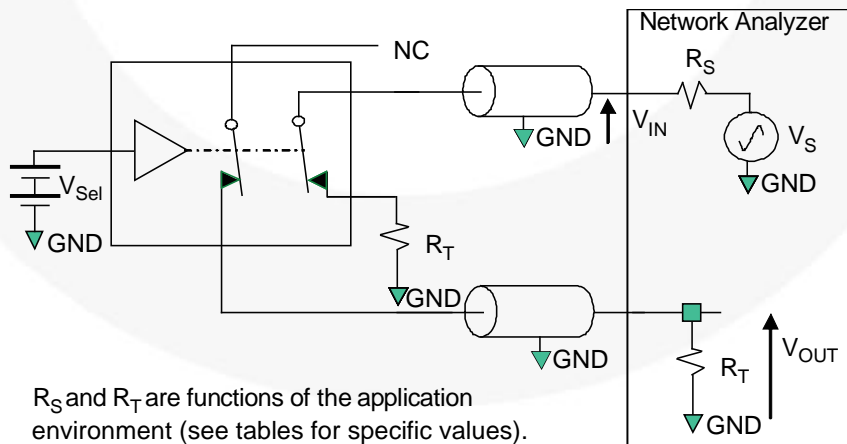 Network Analyzer
NC
R_S
GND
V_IN
V_S
GND
V_Sel
GND
R_T
GND
GND
R_T
V_OUT
GND
R_S and R_T are functions of the application
environment (see tables for specific values).